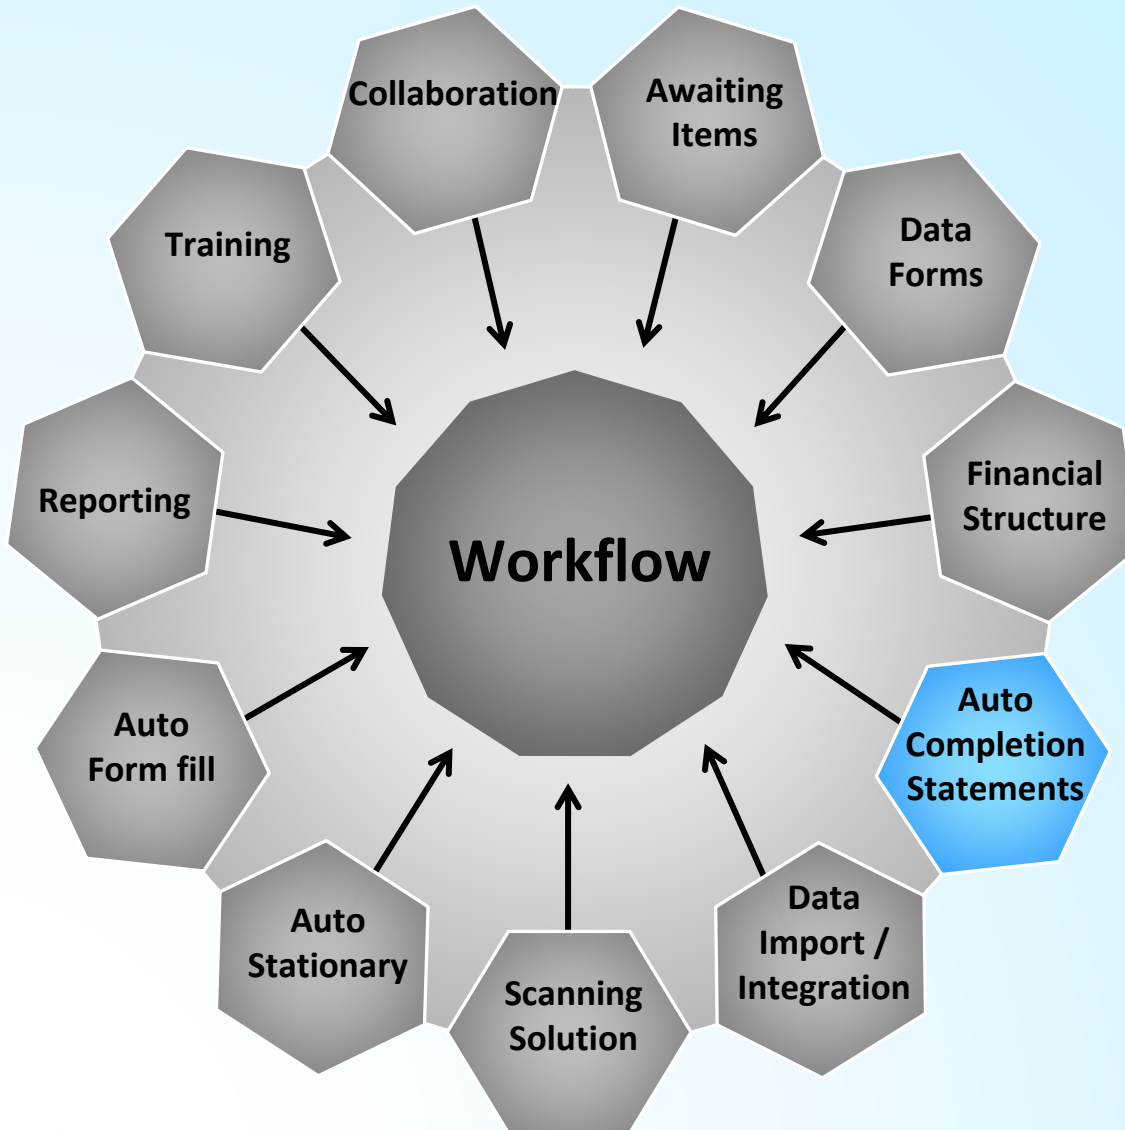 Collaboration
Awaiting
Items
Training
Data
Forms
Reporting
Financial
Structure
Workflow
Auto
Form fill
Auto
Completion
Statements
Auto
Stationary
Data
Import /
Integration
Scanning
Solution